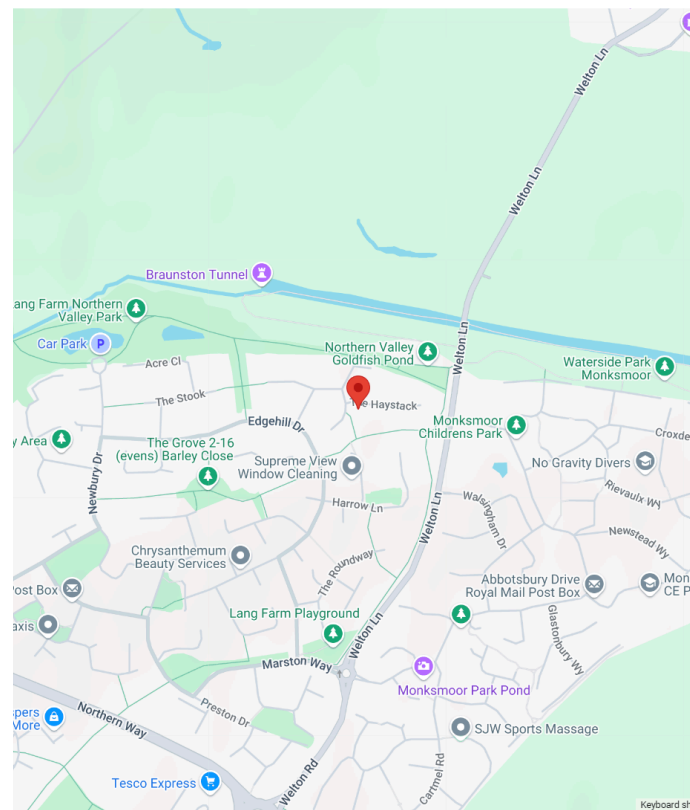 Welton Ln
Braunston Tunnel
Lang Farm Northern
Valley Park
Car Park
P
Northern Valley
Goldfish Pond
Welton Ln
Waterside Park
Monksmoor
Acre Cl
The Stook
The Haystack
Edgehill Dr
Monksmoor
Childrens Park
The Grove 2-16
(evens) Barley Close
Area
Newbury Dr
Supreme View
Window Cleaning
No Gravity Divers
Rievaulx Wy
Harrow Ln
Welton Ln
Walsingham Dr
Newstead Wy
Chrysanthemum
Beauty Services
The Roundway
Abbotsbury Drive
Royal Mail Post Box
CE P
Post Box
Glastonbury Wy
Lang Farm Playground
Welton Ln
Marston Way
Monksmoor Park Pond
Preston Dr
Northern Way
More
SJW Sports Massage
Cartmel Rd
Welton Rd
Tesco Express
Keyboard sh